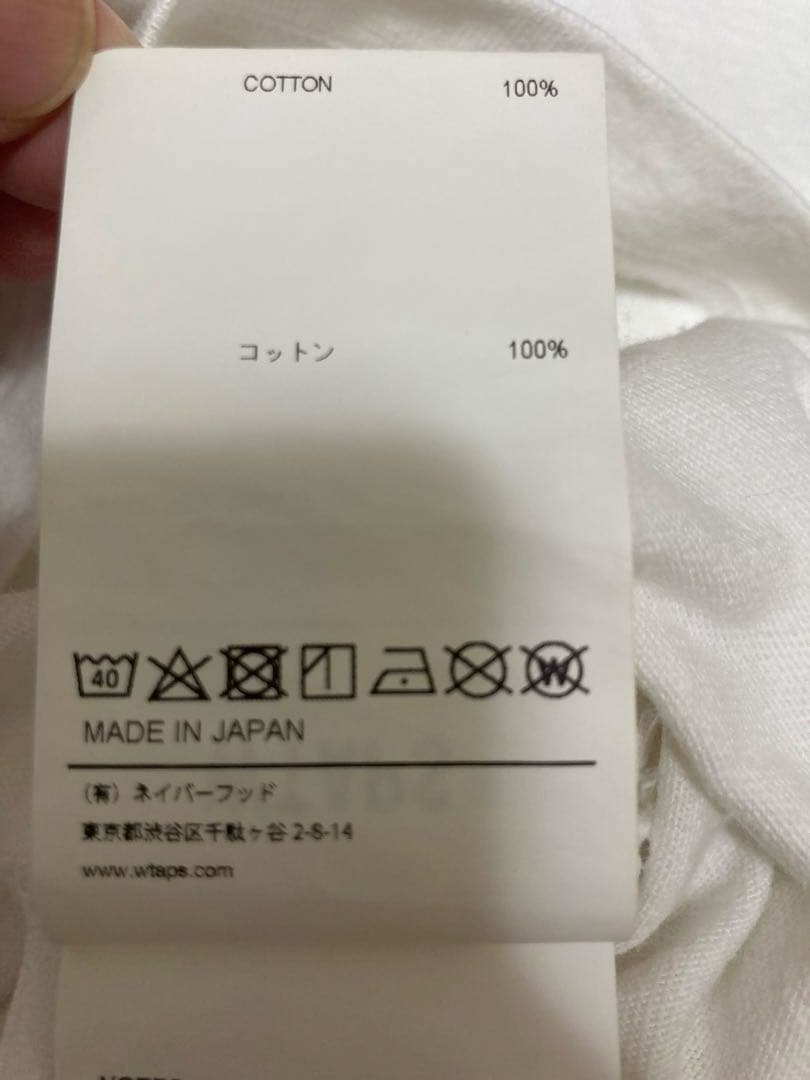 COTTON 100%
コットン 100%
40 W
MADE IN JAPAN
(有) ネイバーフッド
東京都渋谷区千駄ヶ谷 2-8-14
www.wtaps.com